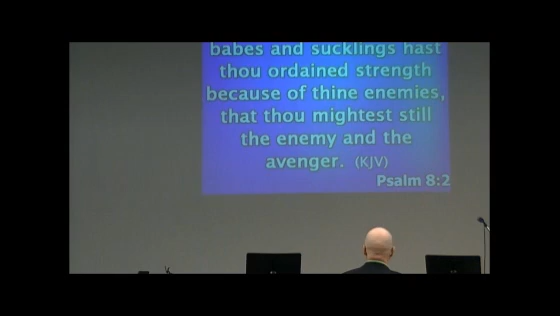 babes and sucklings hast
thou ordained strength
because of thine enemies,
that thou mightest still
the enemy and the
avenger. (KJV)
Psalm 8:2